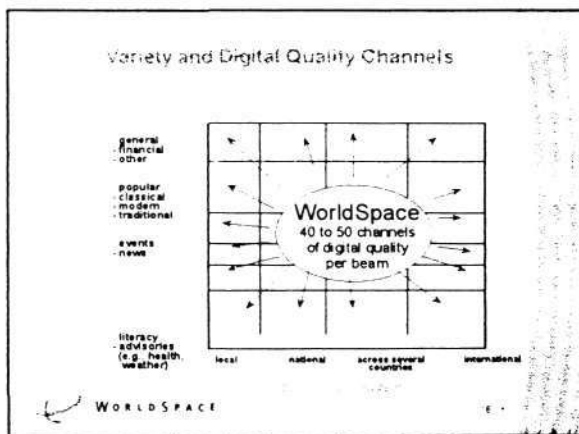 Variety and Digital Quality Channels
general
- financial
- other
popular
- classical
- modern
- traditional
events
- news
literacy
- advisories
(e.g., health,
weather)
WorldSpace
40 to 50 channels
of digital quality
per beam
local
national
across several
countries
international
WORLDSPACE